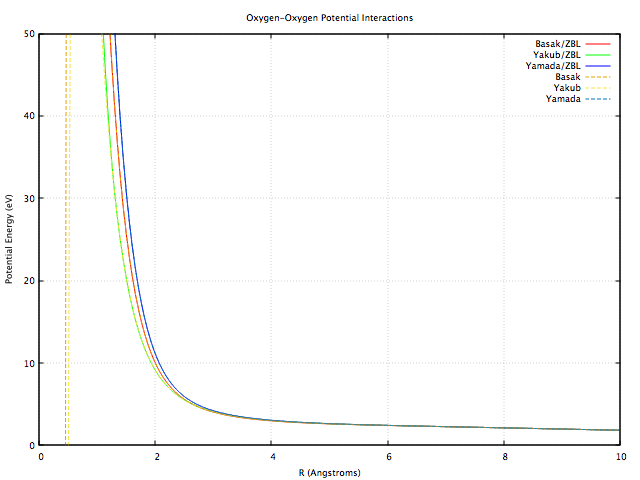 Oxygen-Oxygen Potential Interactions
50
40
30
20
10
0
Potential Energy (eV)
Basak/ZBL
Yakub/ZBL
Yamada/ZBL
Basak
Yakub
Yamada
0 2 4 6 8 10
R (Angstroms)